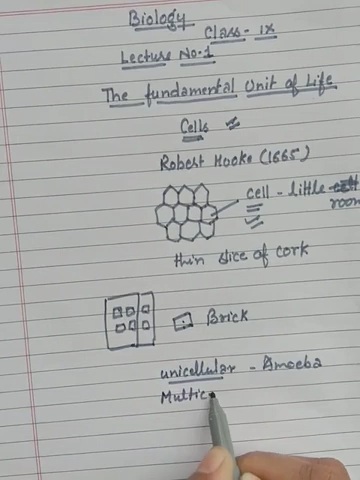 Biology
Class - IX
Lecture No. 1
The fundamental Unit of Life
Cells
Robert Hooke (1665)
cell - little
room
thin slice of cork
Brick
unicellular - Amoeba
Multic